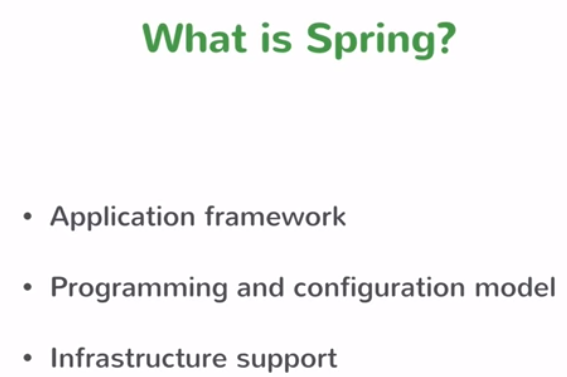 What is Spring?
• Application framework
• Programming and configuration model
• Infrastructure support